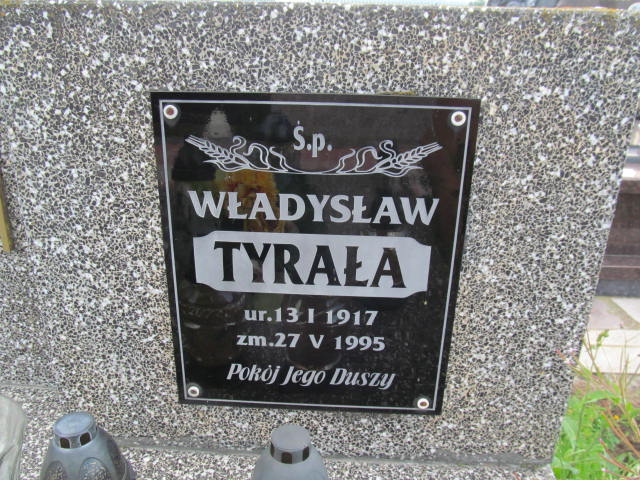 Ś.p.
WŁADYSŁAW
TYRAŁA
ur.13 I 1917
zm.27 V 1995
Pokój Jego Duszy